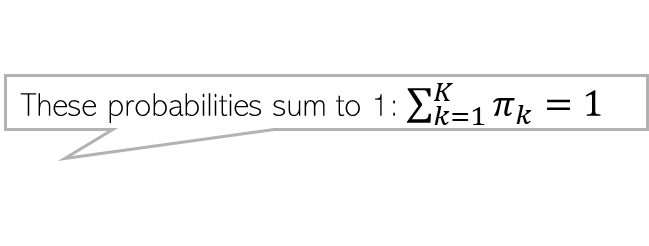 These probabilities sum to 1: ∑_{k=1}^{K} π_k = 1